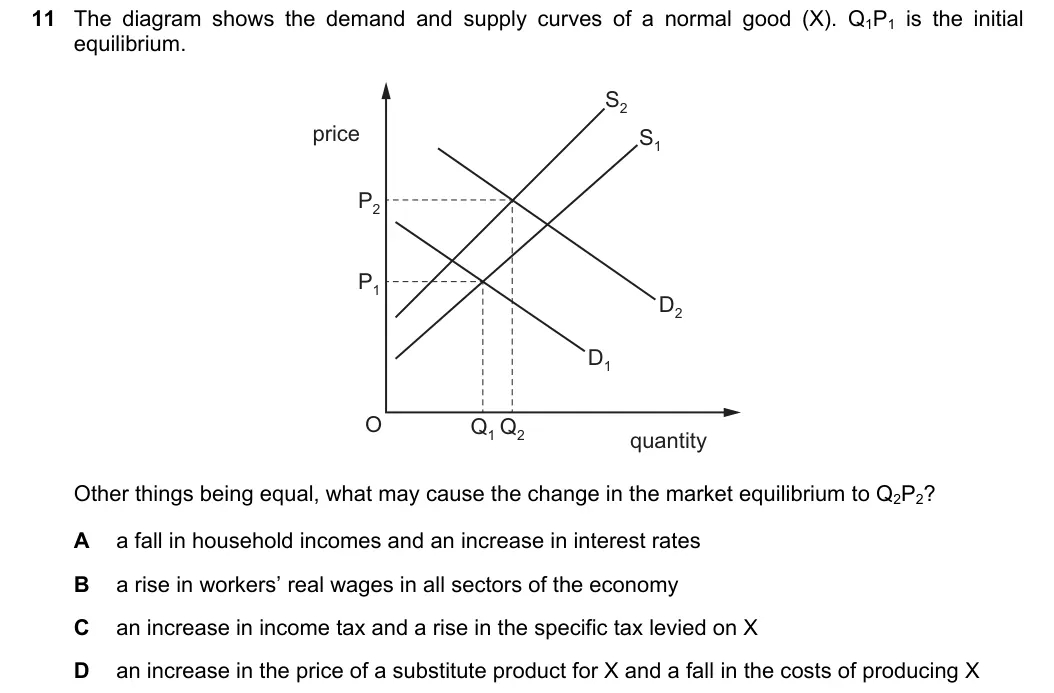 11 The diagram shows the demand and supply curves of a normal good (X). Q₁P₁ is the initial
equilibrium.
S₂
price
S₁
P₂
P₁
D₂
D₁
O
Q₁ Q₂
quantity
Other things being equal, what may cause the change in the market equilibrium to Q₂P₂?
A a fall in household incomes and an increase in interest rates
B a rise in workers’ real wages in all sectors of the economy
C an increase in income tax and a rise in the specific tax levied on X
D an increase in the price of a substitute product for X and a fall in the costs of producing X